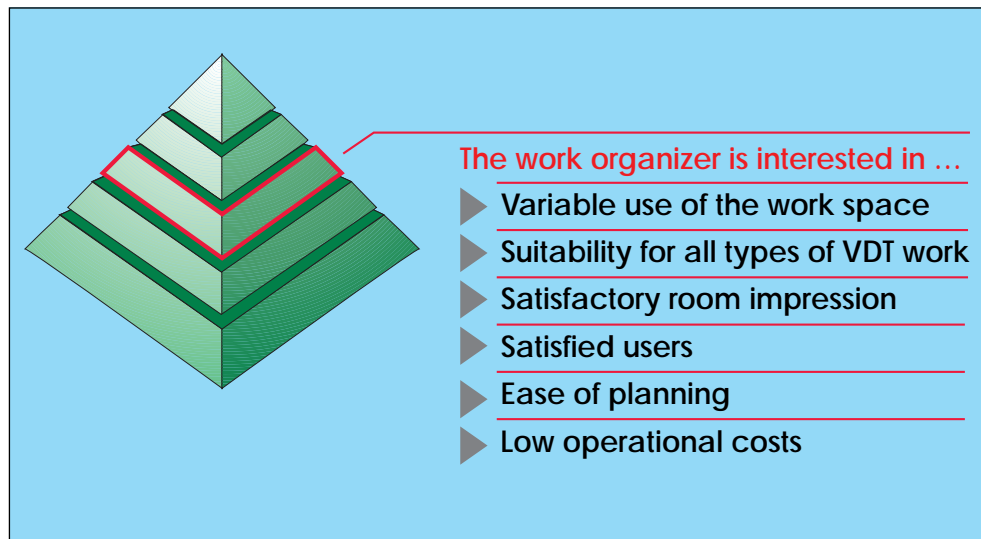 The work organizer is interested in ...
Variable use of the work space
Suitability for all types of VDT work
Satisfactory room impression
Satisfied users
Ease of planning
Low operational costs